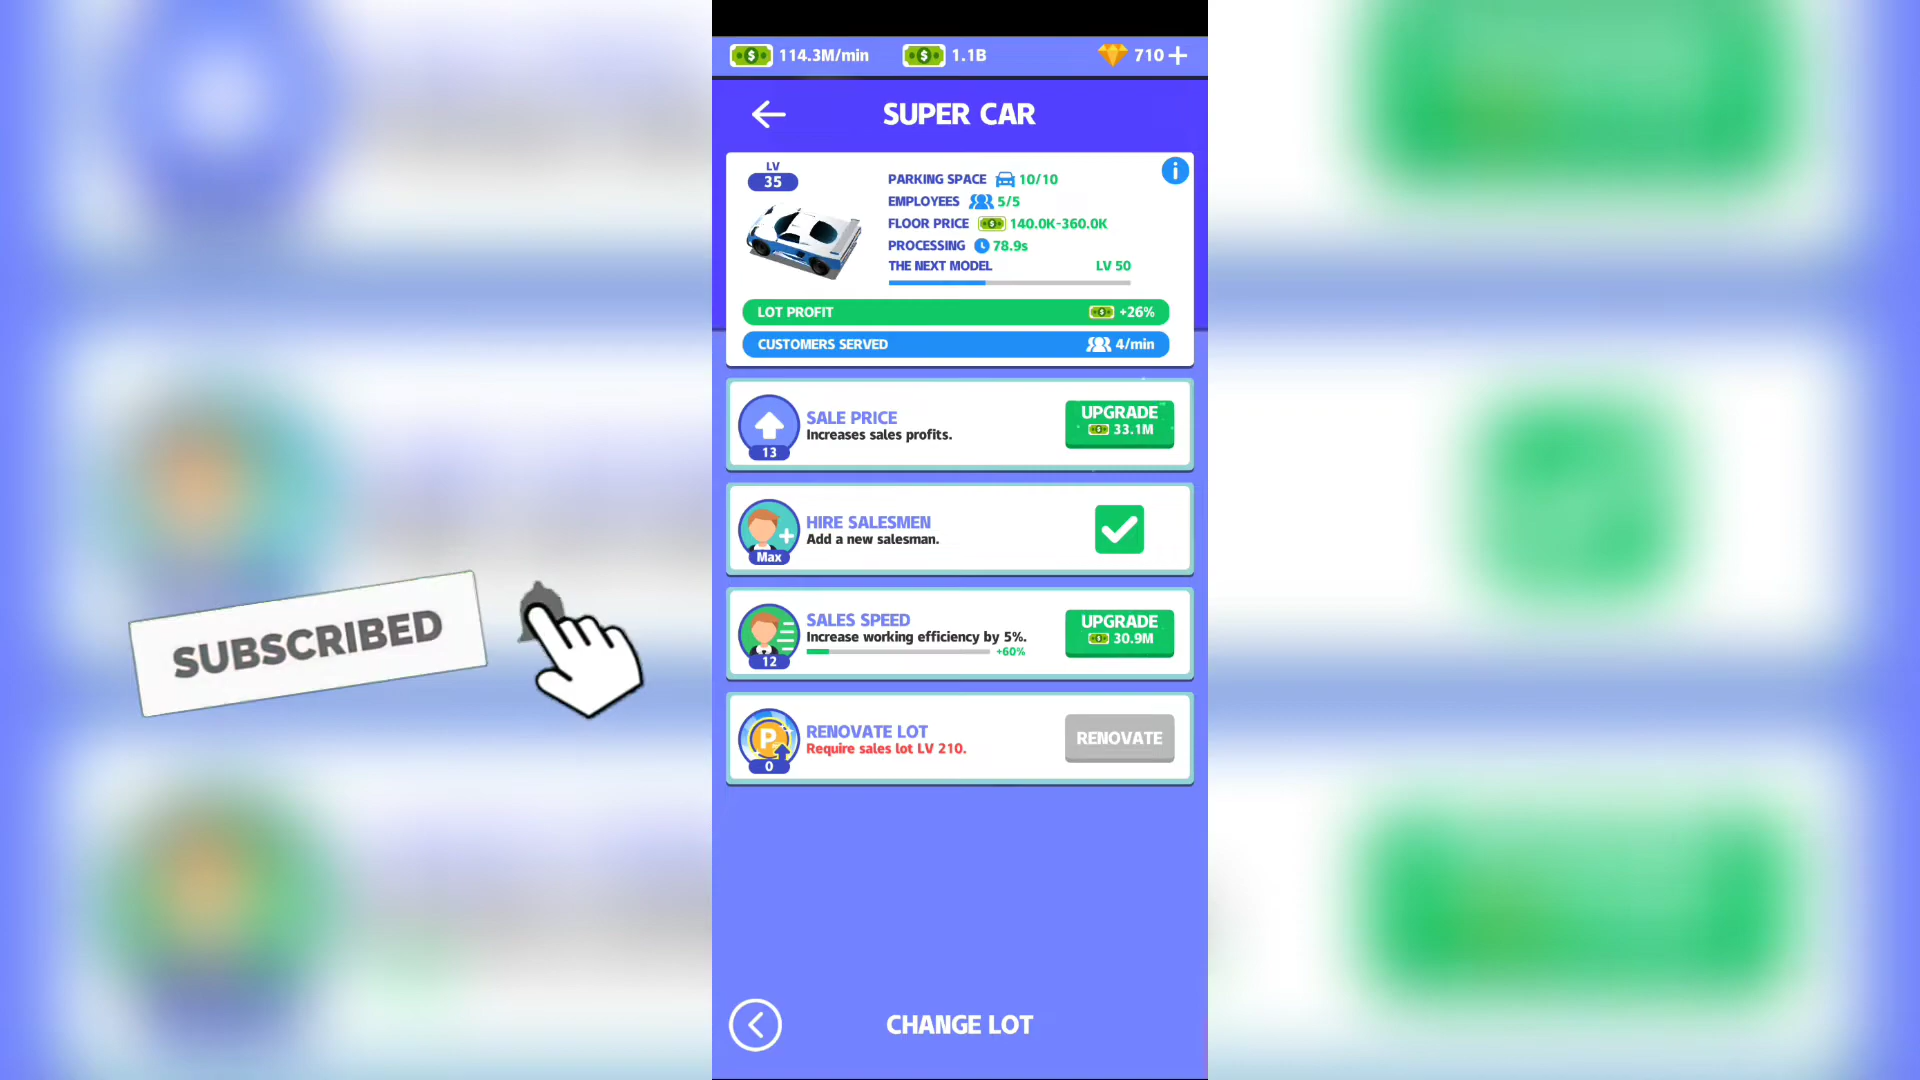 114.3M/min 1.1B 710
SUPER CAR
LV
35
PARKING SPACE 10/10
EMPLOYEES 5/5
FLOOR PRICE 140.0K-360.0K
PROCESSING 78.9s
THE NEXT MODEL LV 50
LOT PROFIT +26%
CUSTOMERS SERVED 4/min
SALE PRICE
Increases sales profits.
13
UPGRADE
33.1M
HIRE SALESMEN
Add a new salesman.
Max
SALES SPEED
Increase working efficiency by 5%.
+60%
12
UPGRADE
30.9M
RENOVATE LOT
Require sales lot LV 210.
P
0
RENOVATE
CHANGE LOT
SUBSCRIBED